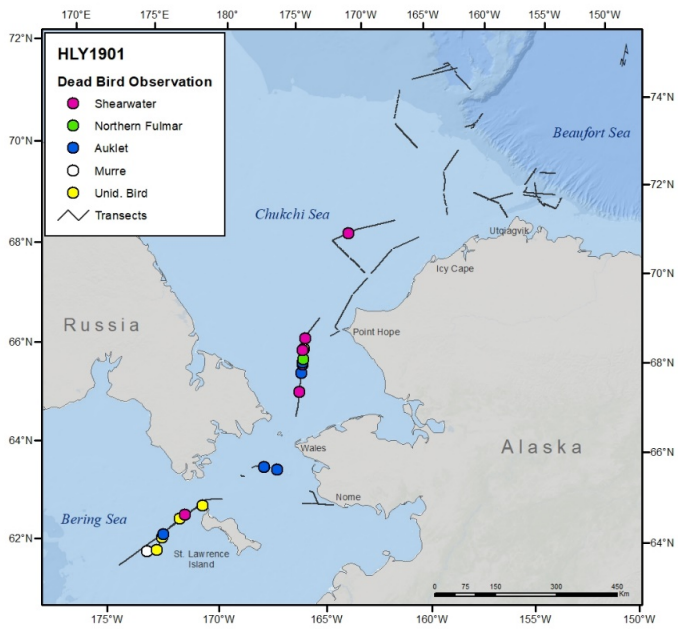 170°E 175°E 180° 175°W 170°W 165°W 160°W 155°W 150°W
72°N
HLY1901
Dead Bird Observation
Shearwater
Northern Fulmar
Auklet
Murre
Unid. Bird
Transects
N
74°N
Beaufort Sea
70°N
72°N
Chukchi Sea
Utqiagvik
68°N
Icy Cape
70°N
Russia
Point Hope
66°N
68°N
64°N
Wales
Alaska
66°N
Nome
Bering Sea
62°N
St. Lawrence
Island
64°N
0 75 150 300 450
Km
175°W 170°W 165°W 160°W 155°W 150°W